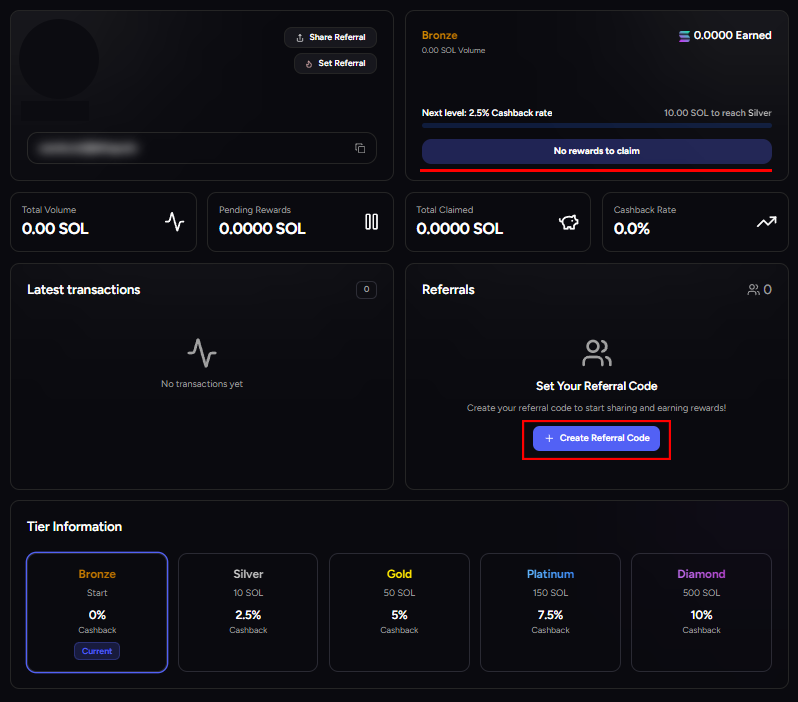 Share Referral
Set Referral
Bronze
0.0000 Earned
0.00 SOL Volume
Next level: 2.5% Cashback rate
10.00 SOL to reach Silver
No rewards to claim
Total Volume
0.00 SOL
Pending Rewards
0.0000 SOL
Total Claimed
0.0000 SOL
Cashback Rate
0.0%
Latest transactions
0
No transactions yet
Referrals
0
Set Your Referral Code
Create your referral code to start sharing and earning rewards!
+ Create Referral Code
Tier Information
Bronze
Start
0%
Cashback
Current
Silver
10 SOL
2.5%
Cashback
Gold
50 SOL
5%
Cashback
Platinum
150 SOL
7.5%
Cashback
Diamond
500 SOL
10%
Cashback